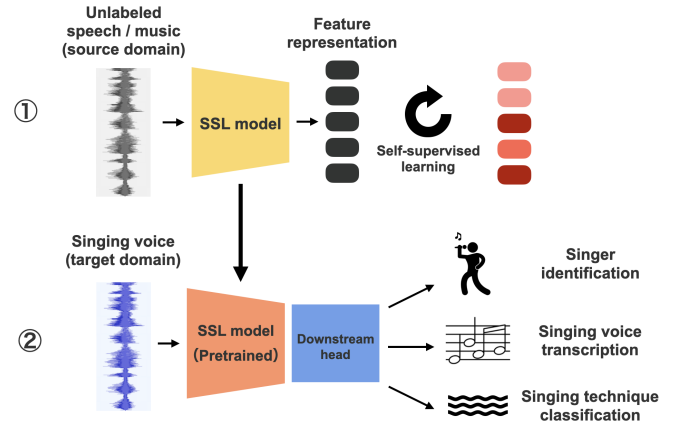 Unlabeled
speech / music
(source domain)
Feature
representation
①
SSL model
Self-supervised
learning
Singing voice
(target domain)
②
SSL model
（Pretrained）
Downstream
head
Singer
identification
Singing voice
transcription
Singing technique
classification